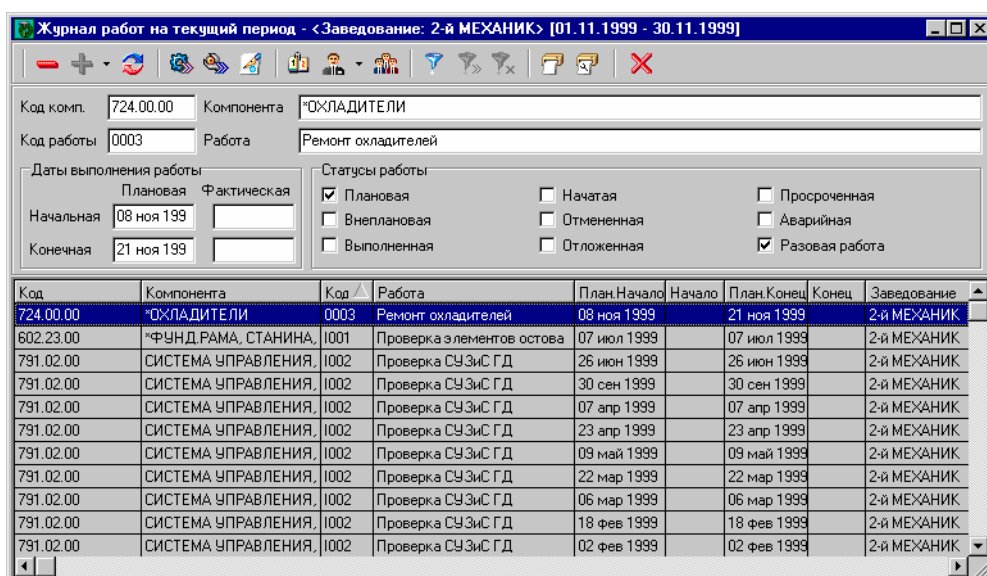 Журнал работ на текущий период - <Заведование: 2-й МЕХАНИК> [01.11.1999 - 30.11.1999]
Код комп. 724.00.00 Компонента *ОХЛАДИТЕЛИ
Код работы 0003 Работа Ремонт охладителей
Даты выполнения работы Статусы работы
Плановая Фактическая Плановая Начатая Просроченная
Начальная 08 ноя 199 Внеплановая Отмененная Аварийная
Конечная 21 ноя 199 Выполненная Отложенная Разовая работа
Код Компонента Код Работа План.Начало Начало План.Конец Конец Заведование
724.00.00 *ОХЛАДИТЕЛИ 0003 Ремонт охладителей 08 ноя 1999 21 ноя 1999 2-й МЕХАНИК
602.23.00 *ФУНД.РАМА, СТАНИНА, I001 Проверка элементов остова 07 июл 1999 07 июл 1999 2-й МЕХАНИК
791.02.00 СИСТЕМА УПРАВЛЕНИЯ, I002 Проверка СУЗиС ГД 26 июн 1999 26 июн 1999 2-й МЕХАНИК
791.02.00 СИСТЕМА УПРАВЛЕНИЯ, I002 Проверка СУЗиС ГД 30 сен 1999 30 сен 1999 2-й МЕХАНИК
791.02.00 СИСТЕМА УПРАВЛЕНИЯ, I002 Проверка СУЗиС ГД 07 апр 1999 07 апр 1999 2-й МЕХАНИК
791.02.00 СИСТЕМА УПРАВЛЕНИЯ, I002 Проверка СУЗиС ГД 23 апр 1999 23 апр 1999 2-й МЕХАНИК
791.02.00 СИСТЕМА УПРАВЛЕНИЯ, I002 Проверка СУЗиС ГД 09 май 1999 09 май 1999 2-й МЕХАНИК
791.02.00 СИСТЕМА УПРАВЛЕНИЯ, I002 Проверка СУЗиС ГД 22 мар 1999 22 мар 1999 2-й МЕХАНИК
791.02.00 СИСТЕМА УПРАВЛЕНИЯ, I002 Проверка СУЗиС ГД 06 мар 1999 06 мар 1999 2-й МЕХАНИК
791.02.00 СИСТЕМА УПРАВЛЕНИЯ, I002 Проверка СУЗиС ГД 18 фев 1999 18 фев 1999 2-й МЕХАНИК
791.02.00 СИСТЕМА УПРАВЛЕНИЯ, I002 Проверка СУЗиС ГД 02 фев 1999 02 фев 1999 2-й МЕХАНИК